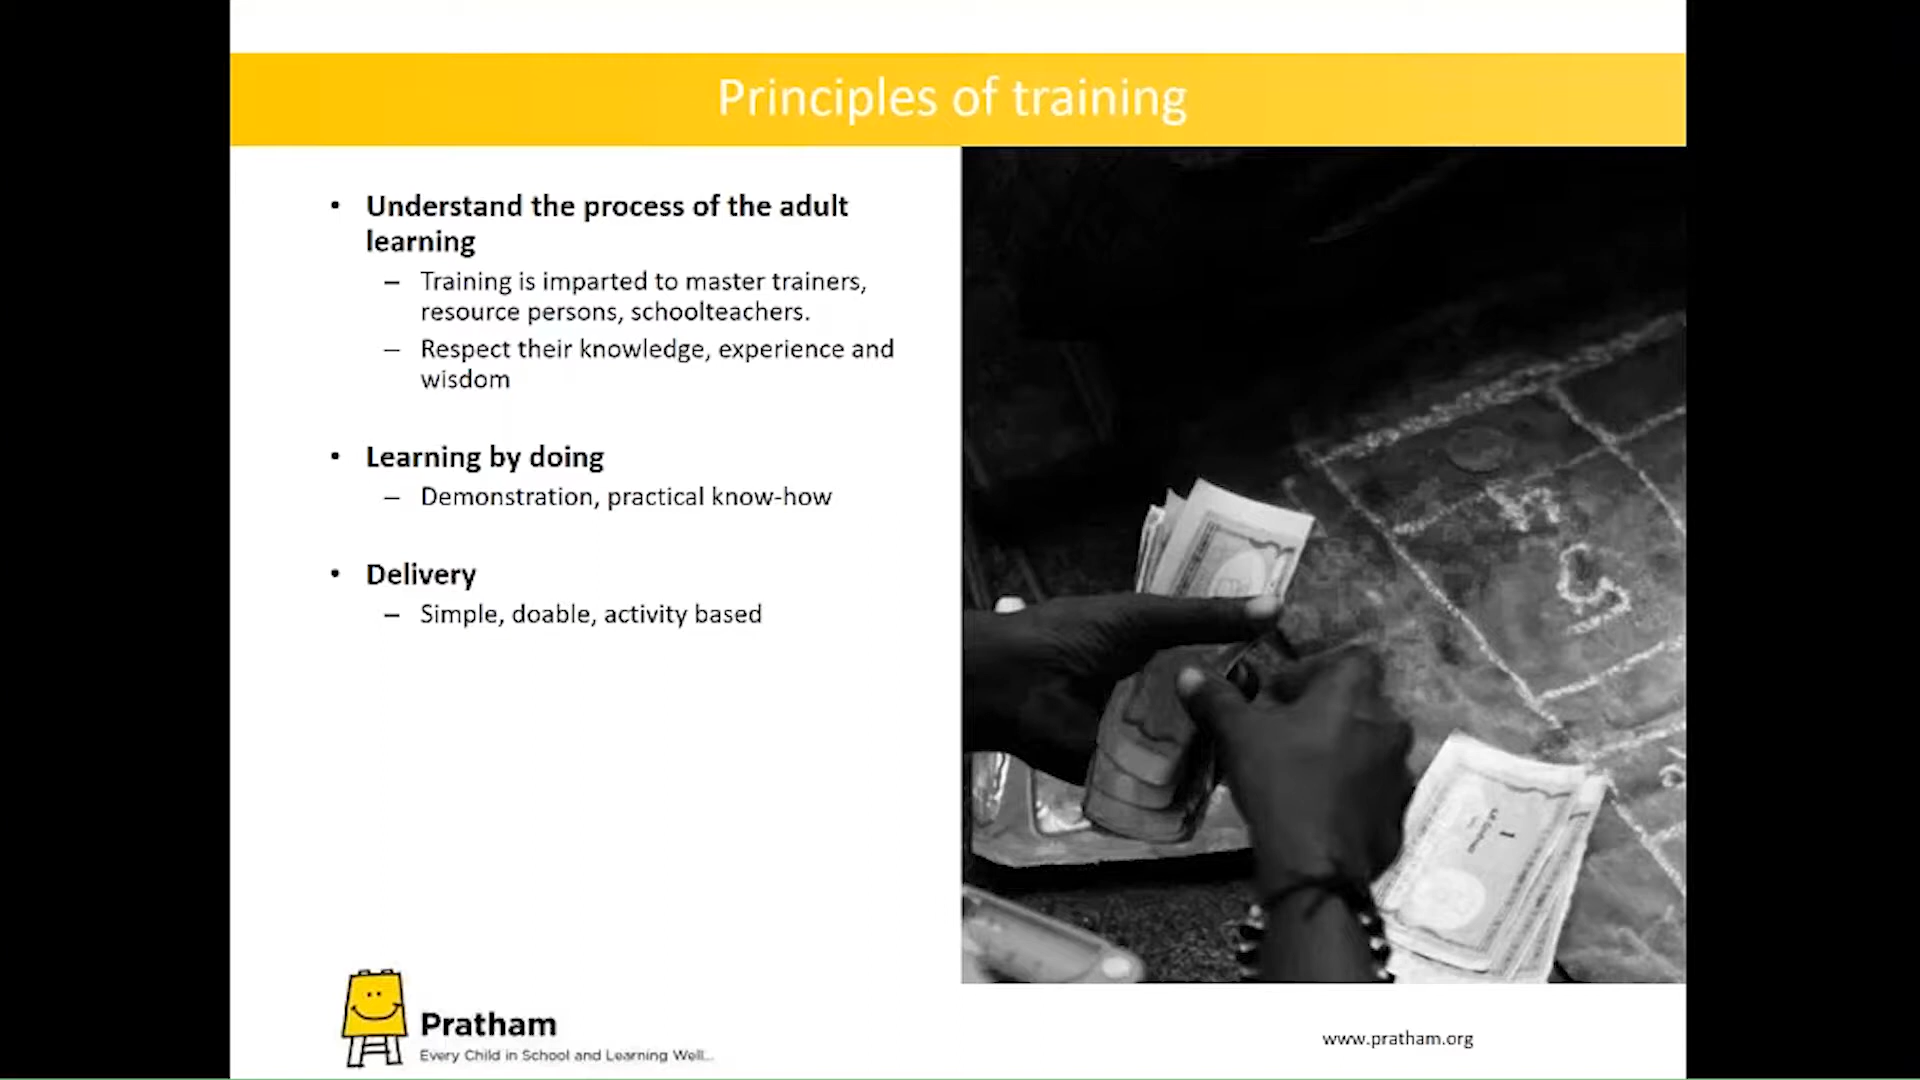 Principles of training
• Understand the process of the adult
learning
– Training is imparted to master trainers,
resource persons, schoolteachers.
– Respect their knowledge, experience and
wisdom
• Learning by doing
– Demonstration, practical know-how
• Delivery
– Simple, doable, activity based
1
Pratham
Every Child in School and Learning Well...
www.pratham.org